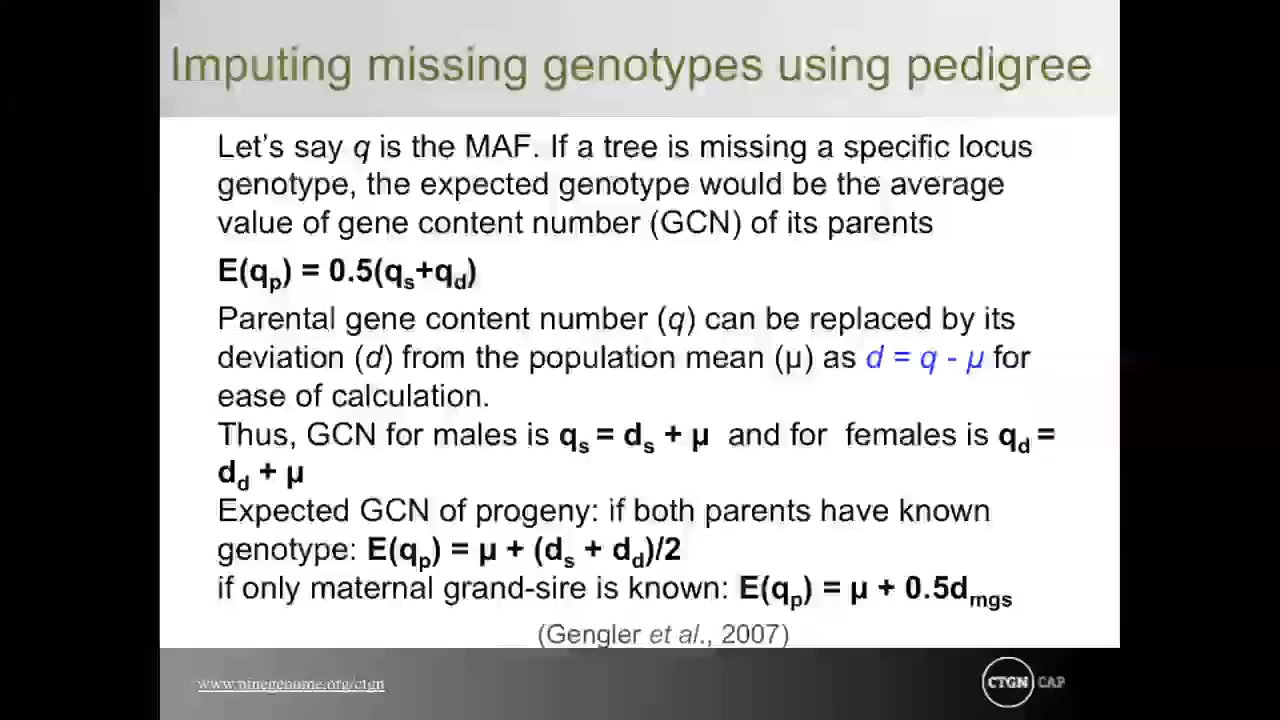 Imputing missing genotypes using pedigree
Let's say q is the MAF. If a tree is missing a specific locus
genotype, the expected genotype would be the average
value of gene content number (GCN) of its parents
E(qp) = 0.5(qs+qd)
Parental gene content number (q) can be replaced by its
deviation (d) from the population mean (μ) as d = q - μ for
ease of calculation.
Thus, GCN for males is qs = ds + μ and for females is qd =
dd + μ
Expected GCN of progeny: if both parents have known
genotype: E(qp) = μ + (ds + dd)/2
if only maternal grand-sire is known: E(qp) = μ + 0.5dmgs
(Gengler et al., 2007)
www.pinegenome.org/ctgn
CTGN CAP